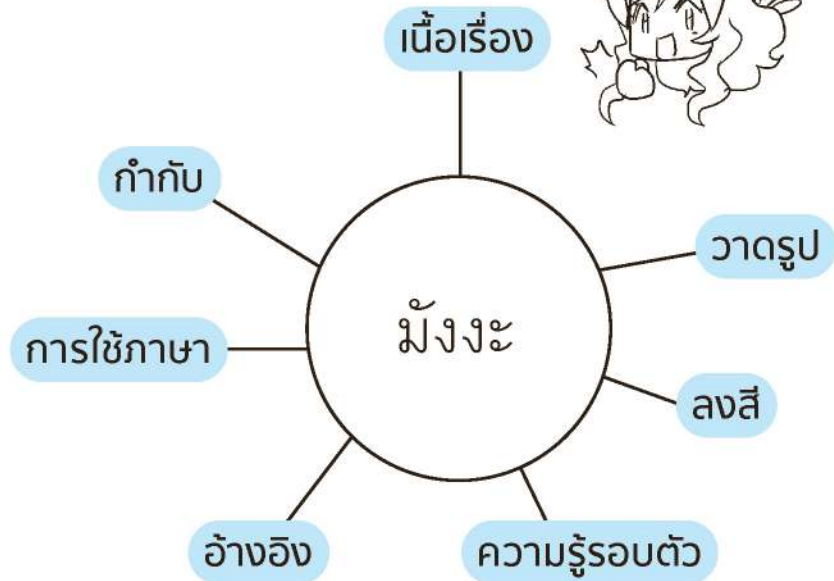 เนื้อเรื่อง
กำกับ
วาดรูป
มังงะ
การใช้ภาษา
ลงสี
อ้างอิง
ความรู้รอบตัว